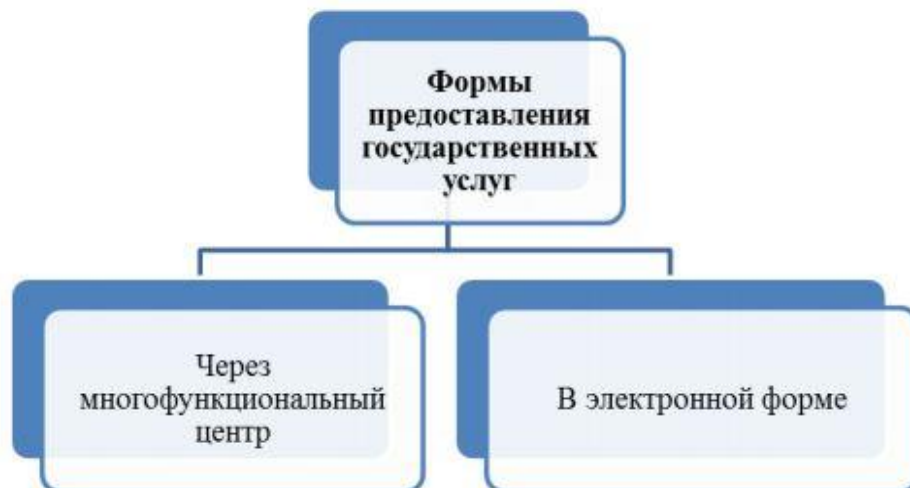 Формы
предоставления
государственных
услуг
Через
многофункциональный
центр
В электронной форме